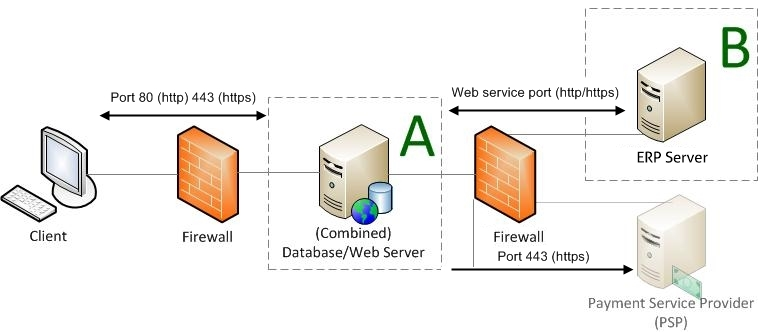 B
Port 80 (http) 443 (https)
Web service port (http/https)
A
ERP Server
Client
Firewall
(Combined)
Database/Web Server
Firewall
Port 443 (https)
Payment Service Provider
(PSP)